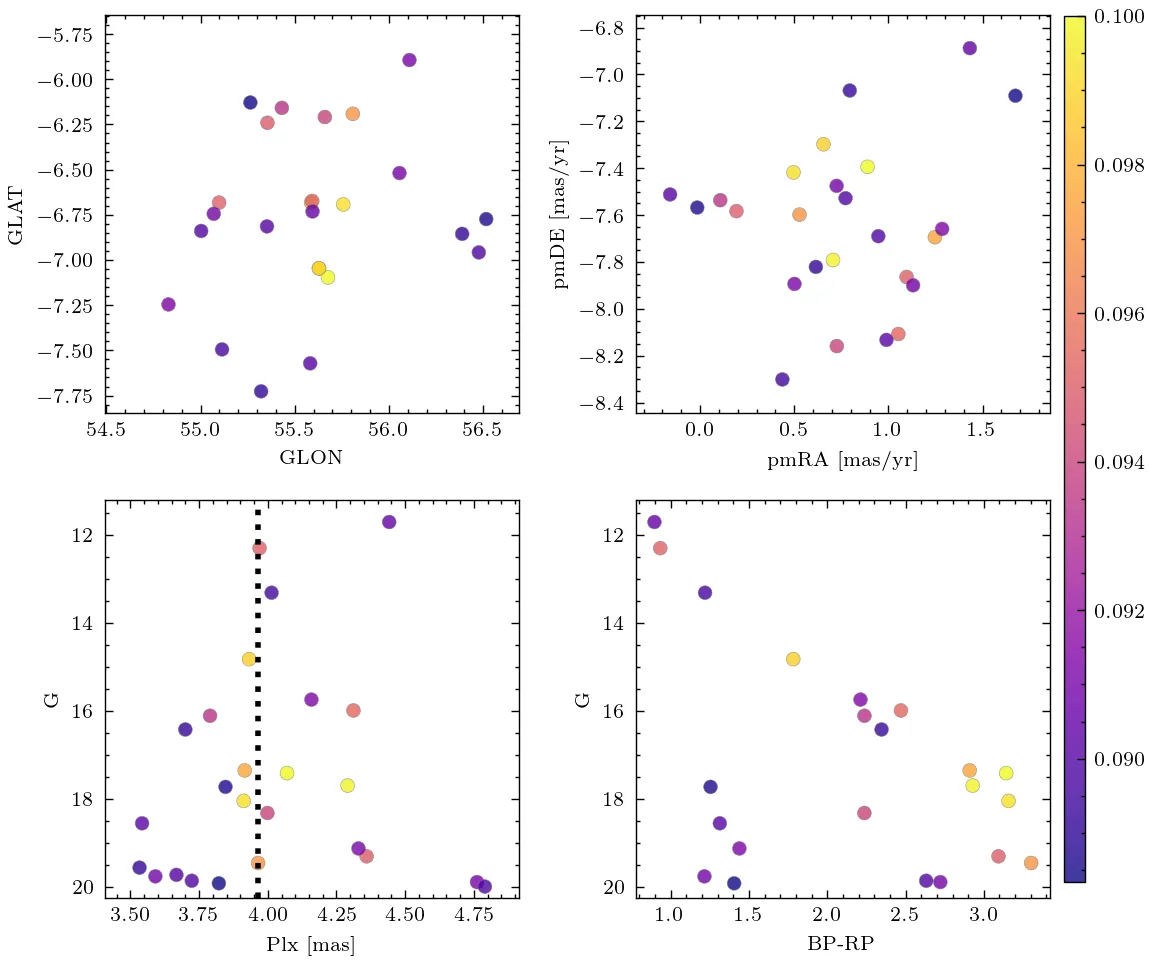 −5.75
−6.00
−6.25
−6.50
−6.75
−7.00
−7.25
−7.50
−7.75
GLAT
54.5 55.0 55.5 56.0 56.5
GLON
−6.8
−7.0
−7.2
−7.4
−7.6
−7.8
−8.0
−8.2
−8.4
pmDE [mas/yr]
0.0 0.5 1.0 1.5
pmRA [mas/yr]
12
14
16
18
20
G
3.50 3.75 4.00 4.25 4.50 4.75
Plx [mas]
12
14
16
18
20
G
1.0 1.5 2.0 2.5 3.0
BP-RP
0.100
0.098
0.096
0.094
0.092
0.090